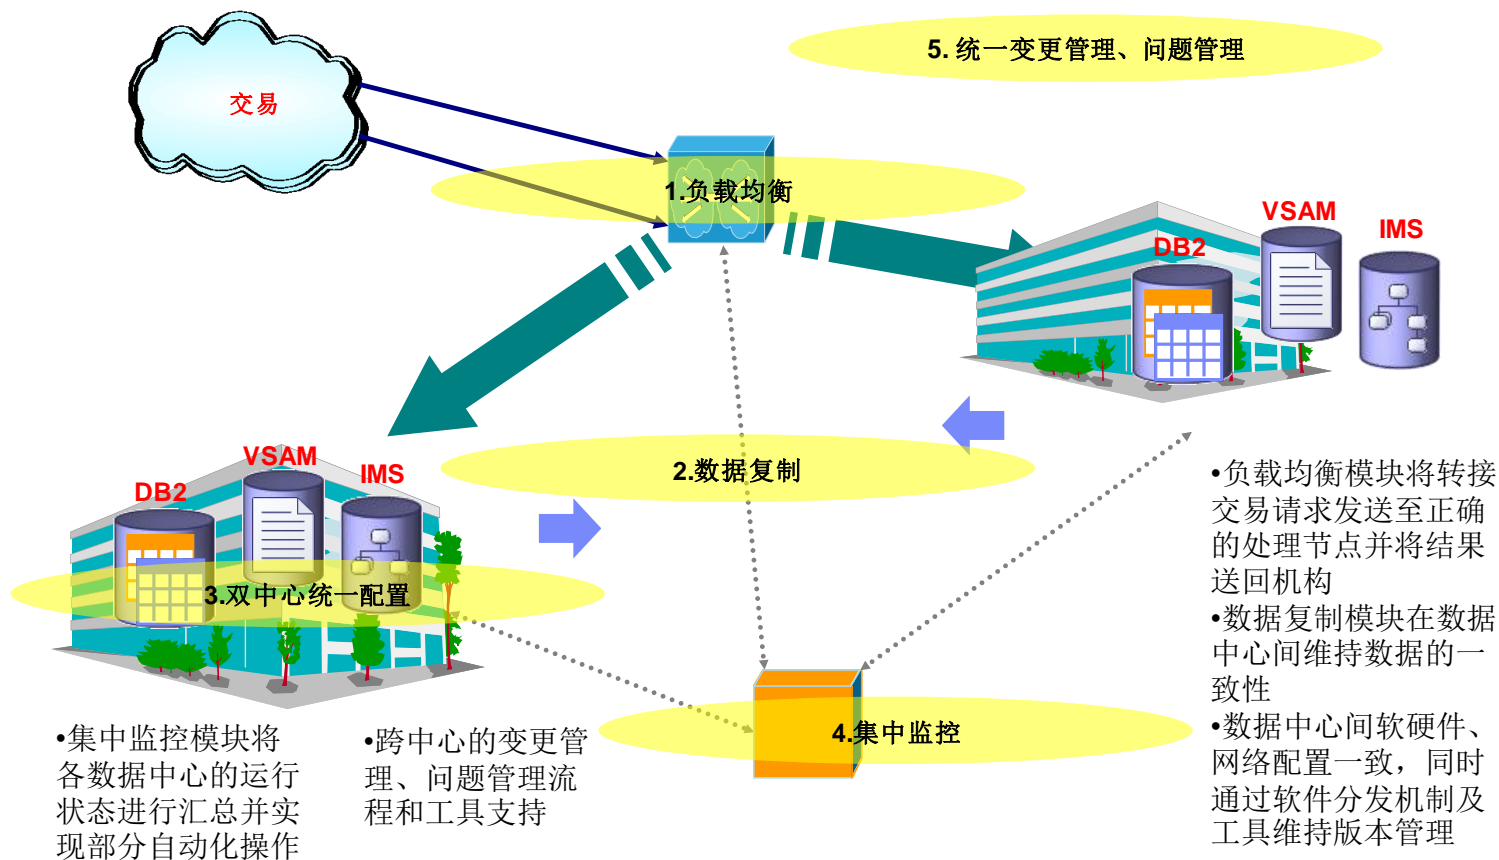 5. 统一变更管理、问题管理
交易
1.负载均衡
VSAM
IMS
DB2
2.数据复制
VSAM
IMS
DB2
3.双中心统一配置
4.集中监控
•负载均衡模块将转接
交易请求发送至正确
的处理节点并将结果
送回机构
•数据复制模块在数据
中心间维持数据的一
致性
•数据中心间软硬件、
网络配置一致，同时
通过软件分发机制及
工具维持版本管理
•集中监控模块将
各数据中心的运行
状态进行汇总并实
现部分自动化操作
•跨中心的变更管
理、问题管理流
程和工具支持